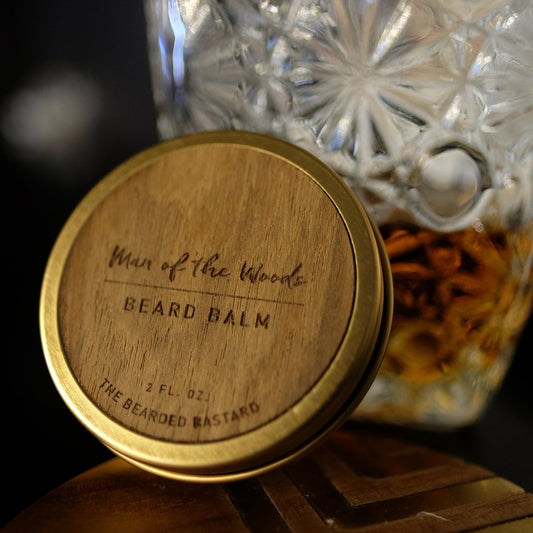 Man of the Woods
BEARD BALM
2 FL. OZ.
THE BEARDED BASTARD